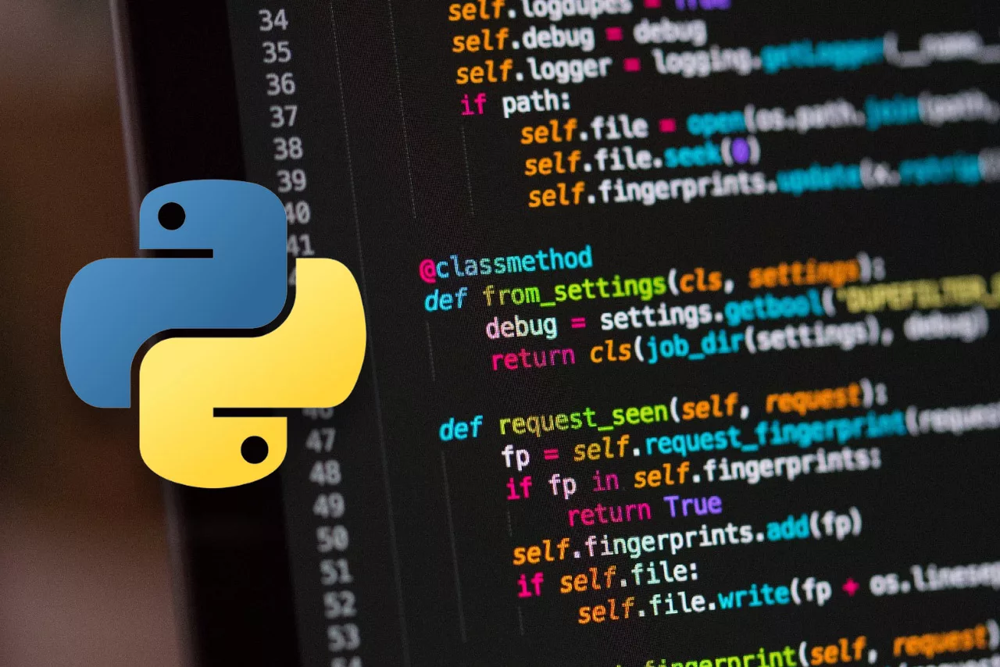 34 self.logdupes = True
35 self.debug = debug
36 self.logger = logging.getLogger(__name__
37 if path:
38 self.file = open(os.path.join(path,
39 self.file.seek(0)
40 self.fingerprints.update(x.rstrip(
41
@classmethod
def from_settings(cls, settings):
debug = settings.getbool("DUPEFILTER_
return cls(job_dir(settings), debug)
def request_seen(self, request):
47 fp = self.request_fingerprint(request
48 if fp in self.fingerprints:
49 return True
50 self.fingerprints.add(fp)
51 if self.file:
52 self.file.write(fp + os.linesep
53
54 fingerprint(self, request)